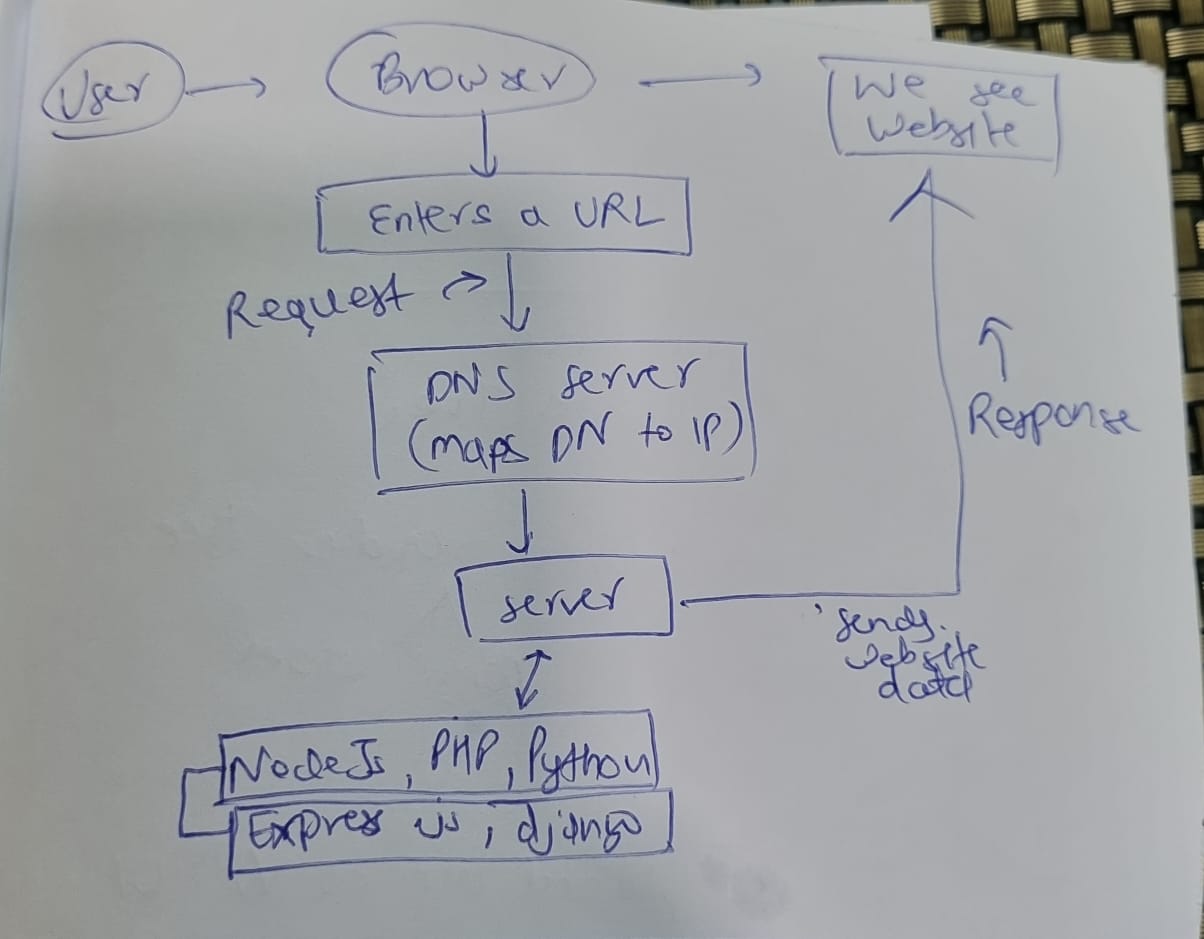 User
Browser
We see
Website
Enters a URL
Request
DNS server
(maps DN to IP)
Response
server
sends
website
data
NodeJs, PHP, Python
Express JS, django